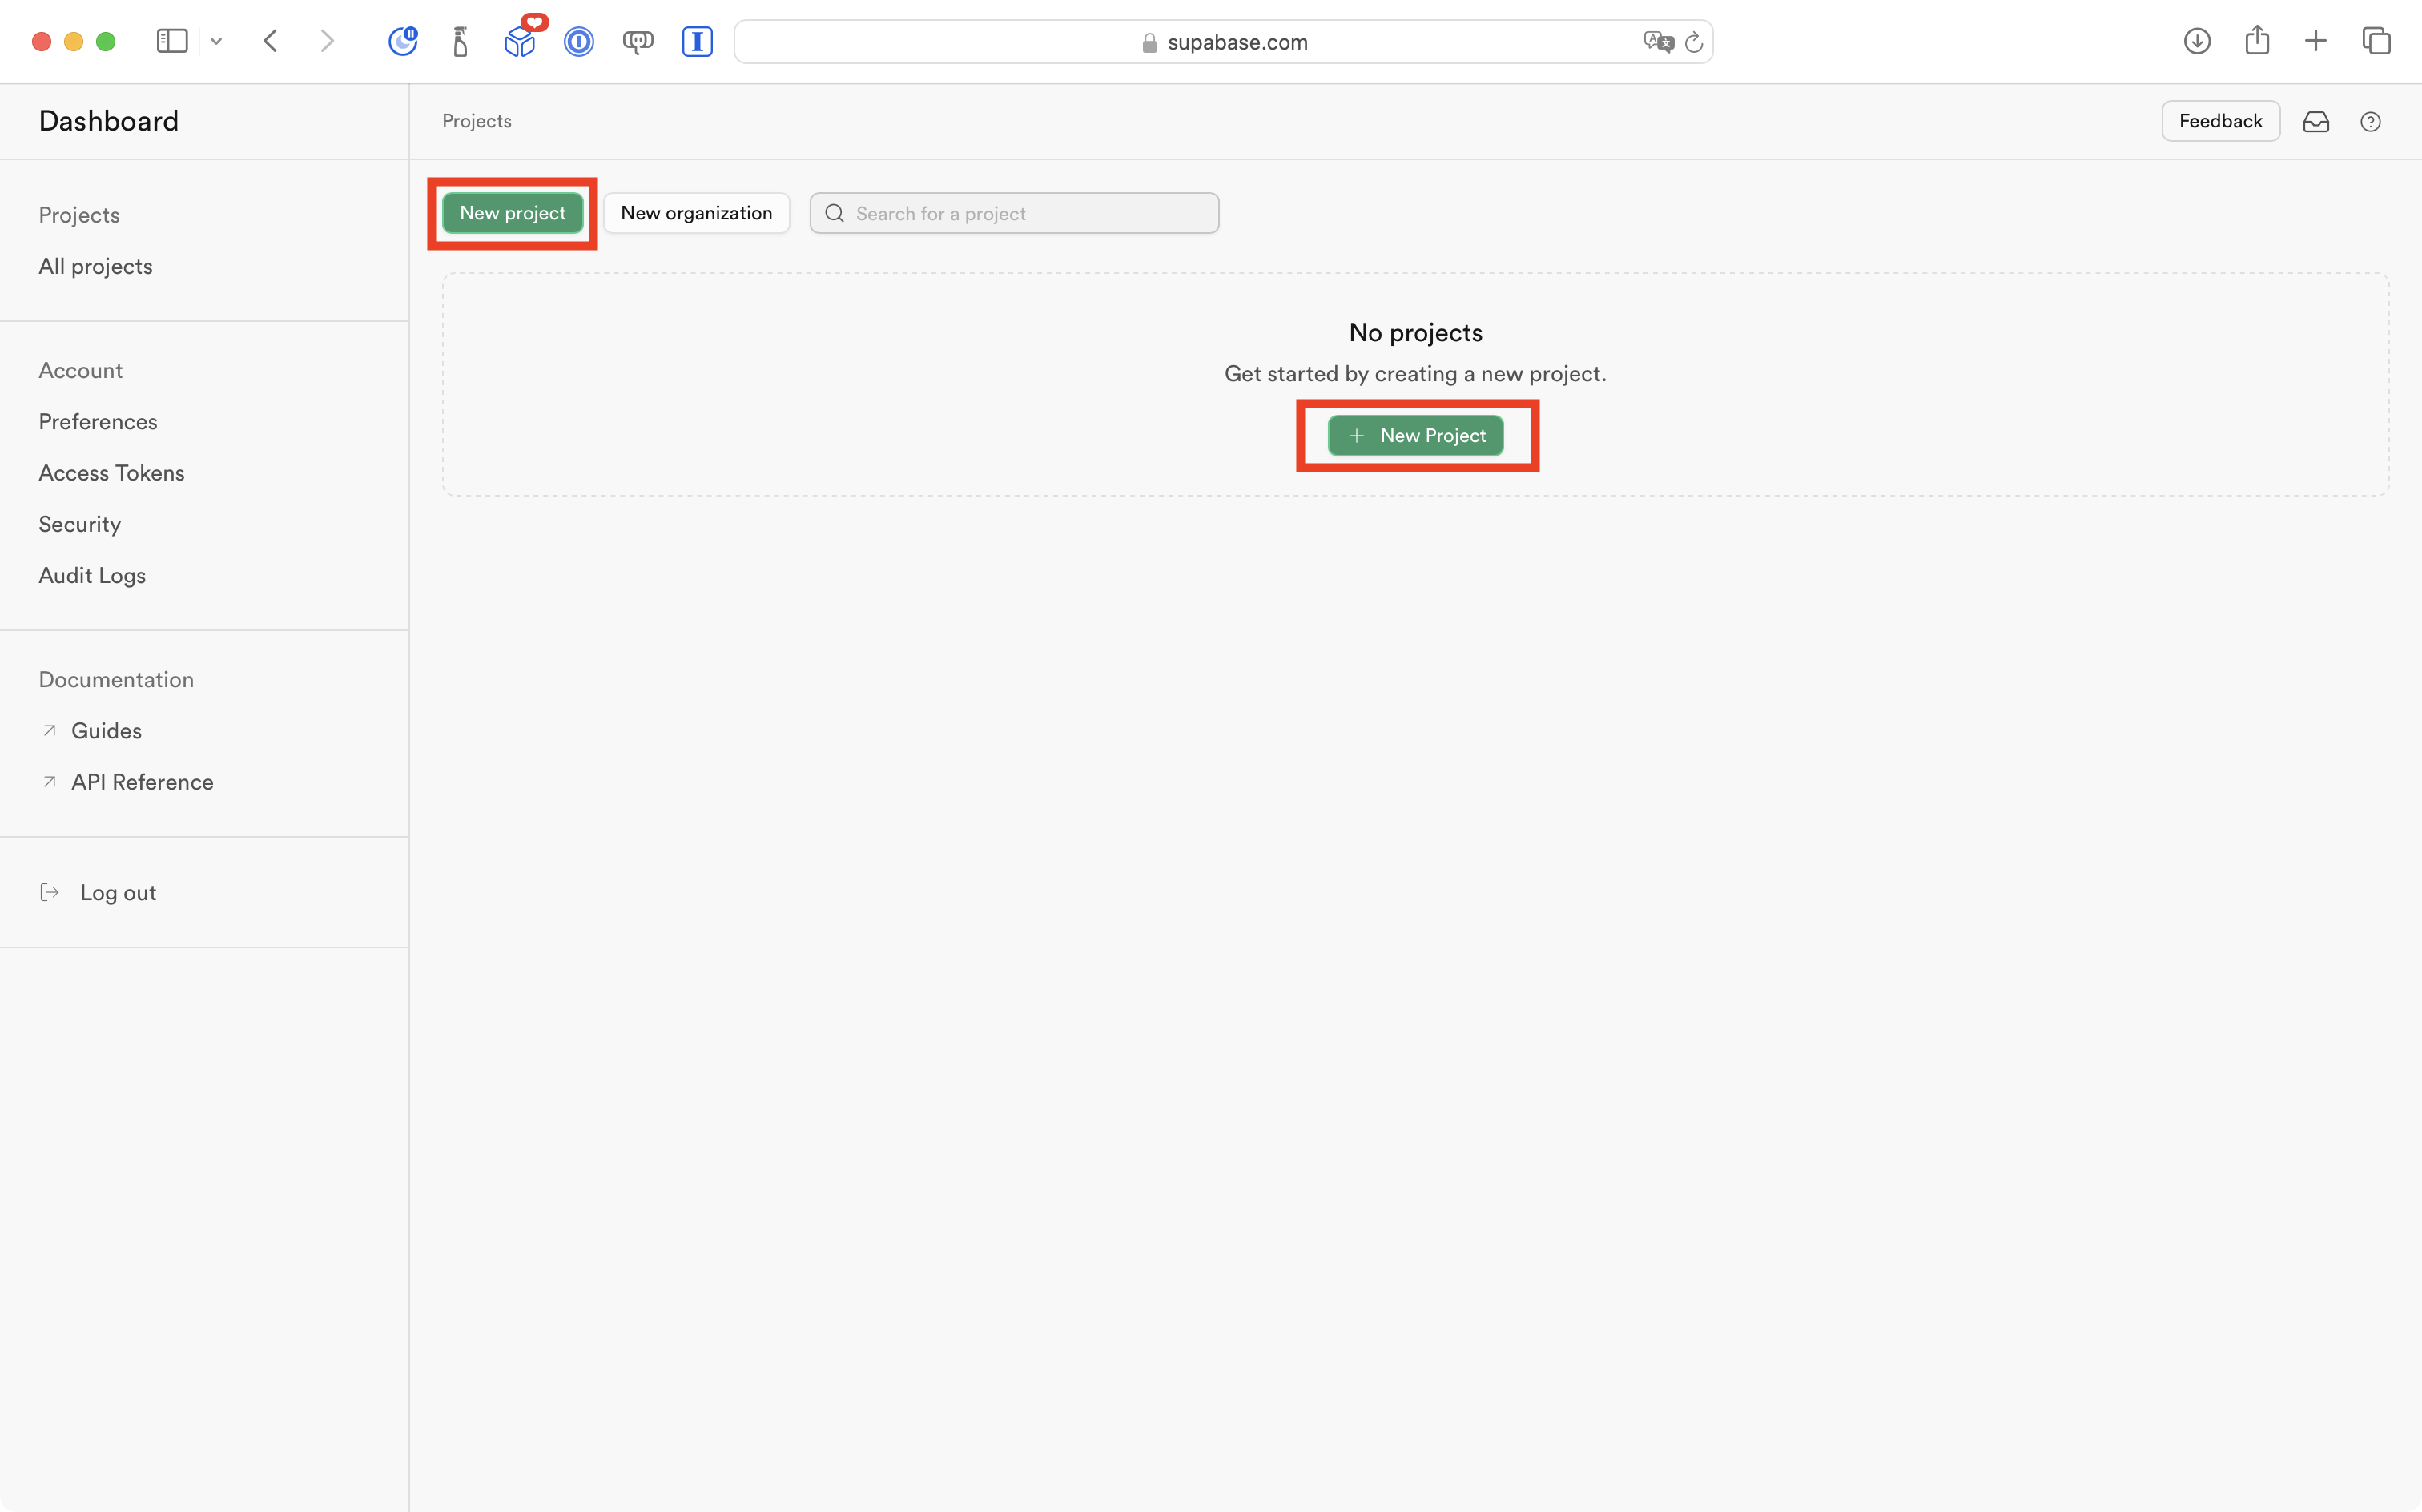 supabase.com
Dashboard
Projects
Feedback
Projects
All projects
New project
New organization
Search for a project
No projects
Get started by creating a new project.
New Project
Account
Preferences
Access Tokens
Security
Audit Logs
Documentation
Guides
API Reference
Log out